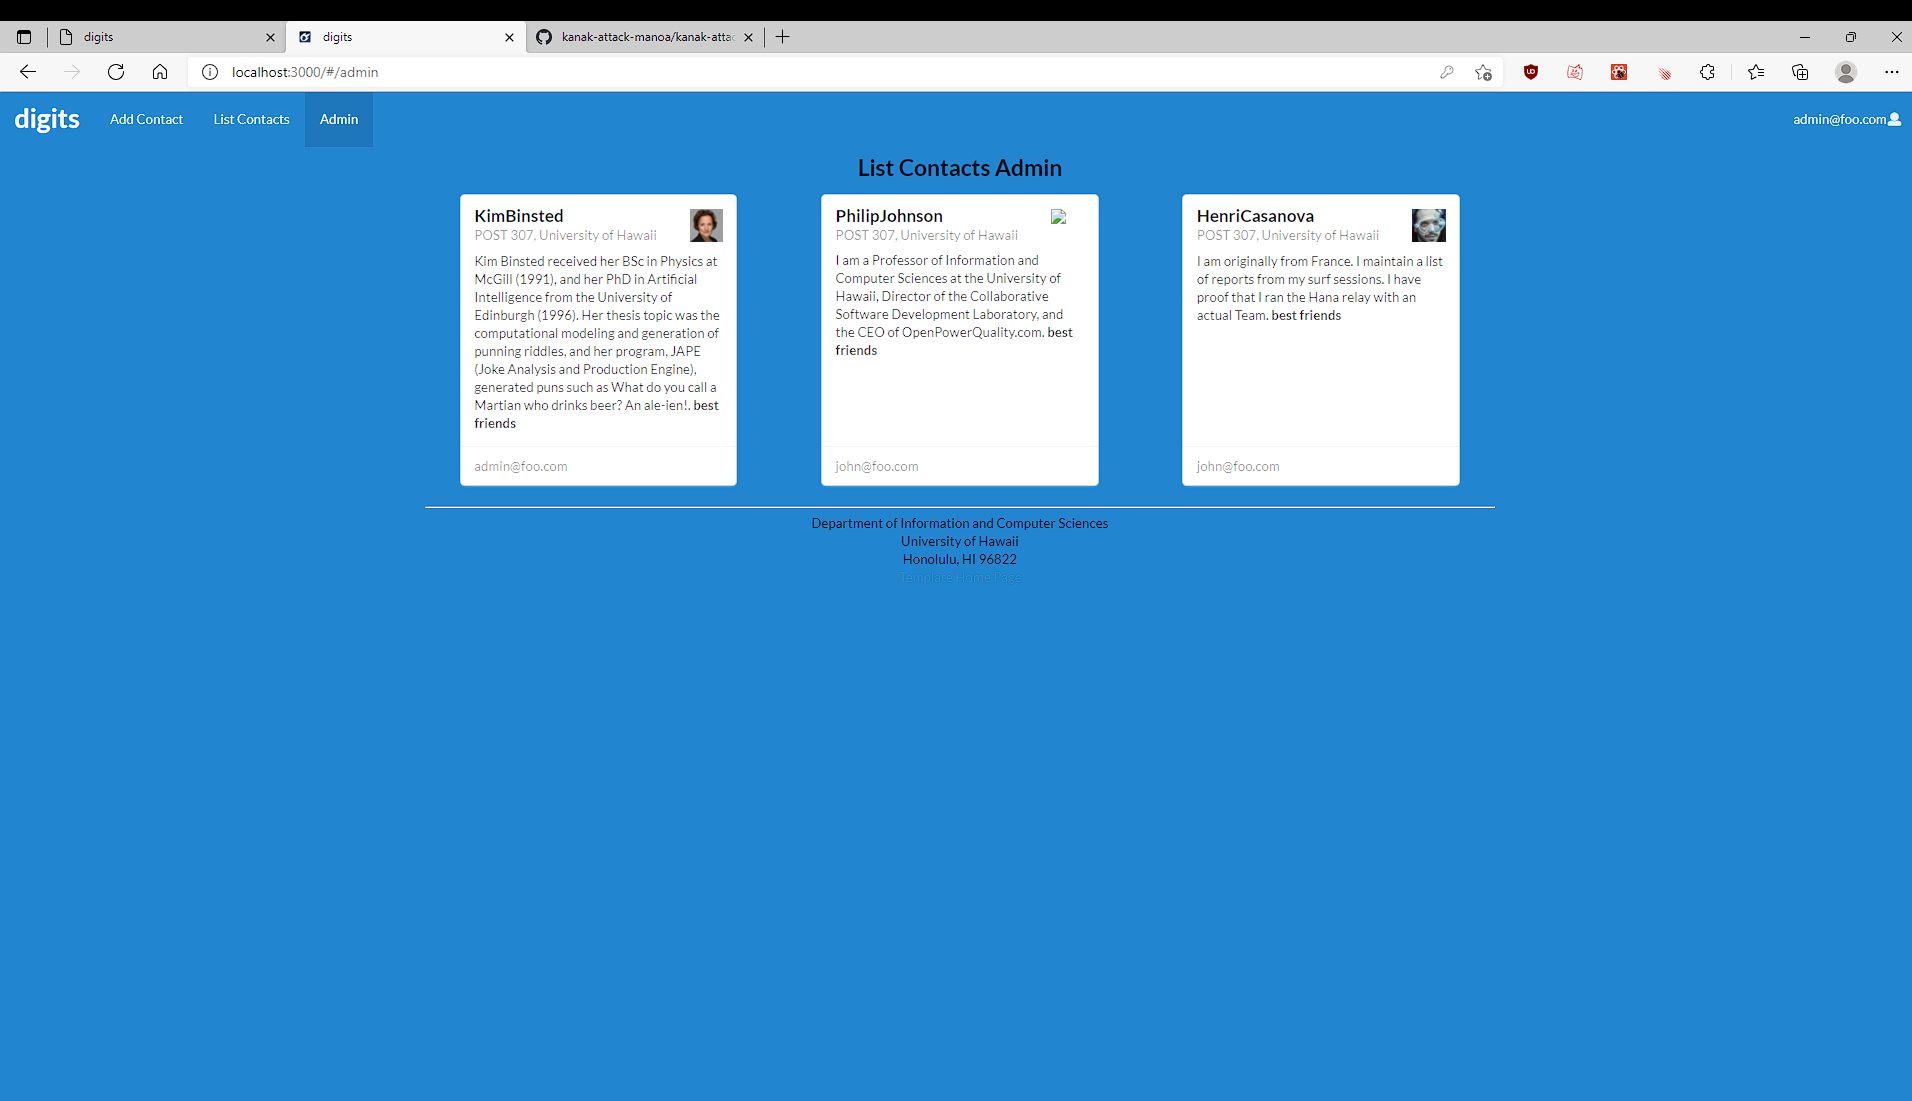 digits
digits
kanak-attack-manoa/kanak-atta
localhost:3000/#/admin
digits
Add Contact
List Contacts
Admin
admin@foo.com
List Contacts Admin
KimBinsted
POST 307, University of Hawaii
Kim Binsted received her BSc in Physics at
McGill (1991), and her PhD in Artificial
Intelligence from the University of
Edinburgh (1996). Her thesis topic was the
computational modeling and generation of
punning riddles, and her program, JAPE
(Joke Analysis and Production Engine),
generated puns such as What do you call a
Martian who drinks beer? An ale-ien!. best
friends
admin@foo.com
PhilipJohnson
POST 307, University of Hawaii
I am a Professor of Information and
Computer Sciences at the University of
Hawaii, Director of the Collaborative
Software Development Laboratory, and
the CEO of OpenPowerQuality.com. best
friends
john@foo.com
HenriCasanova
POST 307, University of Hawaii
I am originally from France. I maintain a list
of reports from my surf sessions. I have
proof that I ran the Hana relay with an
actual Team. best friends
john@foo.com
Department of Information and Computer Sciences
University of Hawaii
Honolulu, HI 96822
Template Home Page